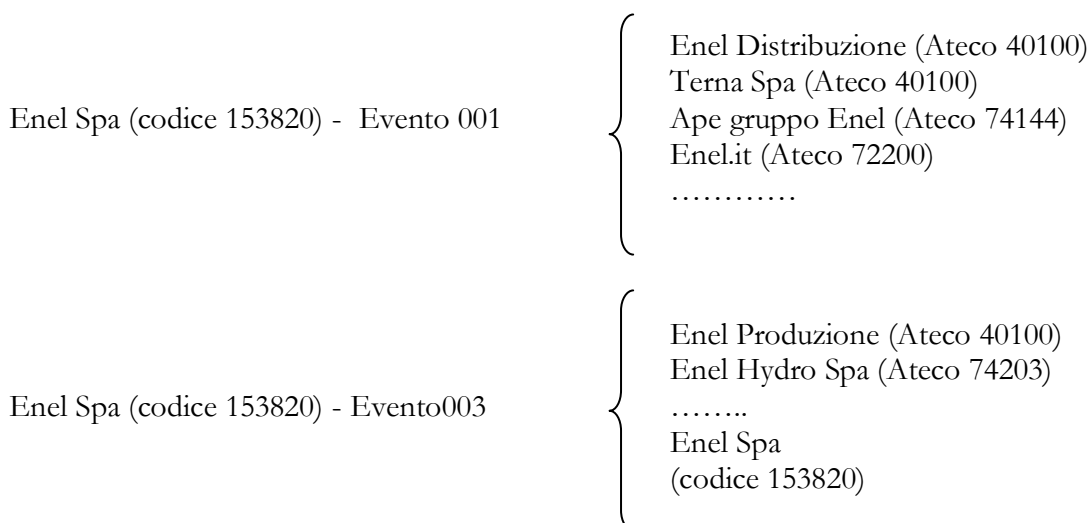 Enel Distribuzione (Ateco 40100)
Terna Spa (Ateco 40100)
Enel Spa (codice 153820) - Evento 001
Ape gruppo Enel (Ateco 74144)
Enel.it (Ateco 72200)
…………
Enel Produzione (Ateco 40100)
Enel Hydro Spa (Ateco 74203)
Enel Spa (codice 153820) - Evento003
……..
Enel Spa
(codice 153820)